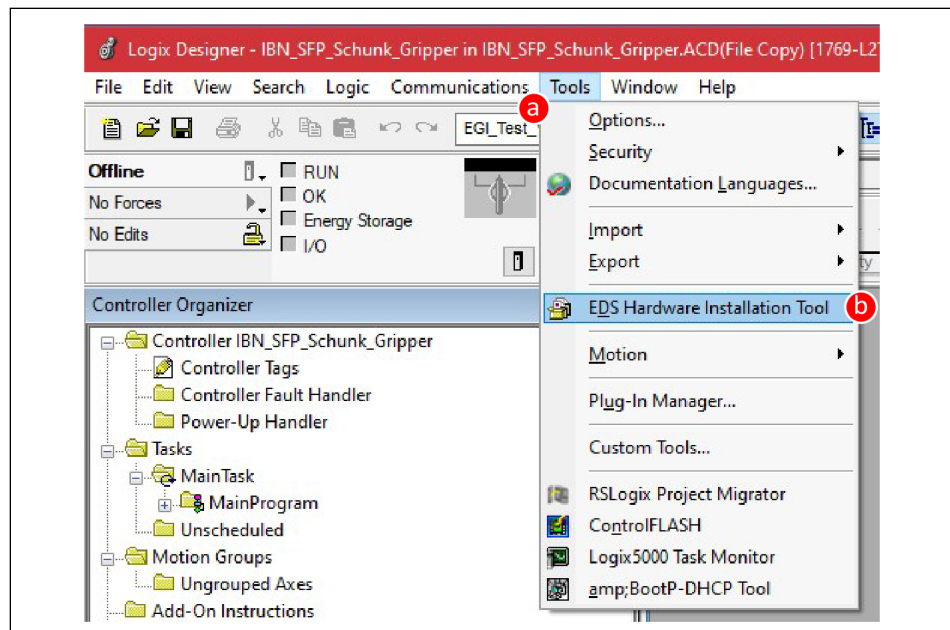 Logix Designer - IBN_SFP_Schunk_Gripper in IBN_SFP_Schunk_Gripper.ACD(File Copy) [1769-L27
File Edit View Search Logic Communications Tools Window Help
a
EGI_Test_
Offline
No Forces
No Edits
RUN
OK
Energy Storage
I/O
Controller Organizer
Controller IBN_SFP_Schunk_Gripper
Controller Tags
Controller Fault Handler
Power-Up Handler
Tasks
MainTask
MainProgram
Unscheduled
Motion Groups
Ungrouped Axes
Add-On Instructions
Options...
Security
Documentation Languages...
Import
Export
EDS Hardware Installation Tool
b
Motion
Plug-In Manager...
Custom Tools...
RSLogix Project Migrator
ControlFLASH
Logix5000 Task Monitor
amp;BootP-DHCP Tool